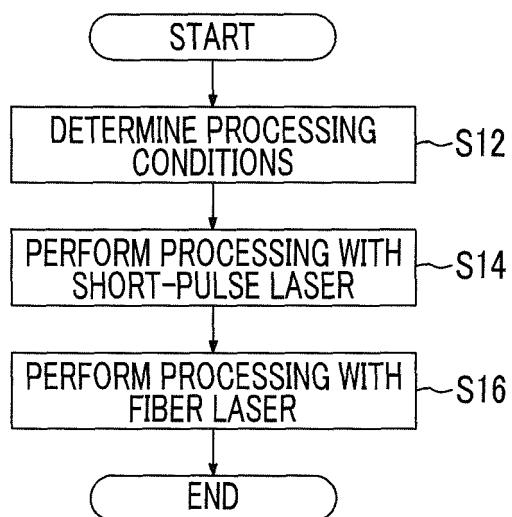 START
DETERMINE PROCESSING
CONDITIONS
S12
PERFORM PROCESSING WITH
SHORT-PULSE LASER
S14
PERFORM PROCESSING WITH
FIBER LASER
S16
END